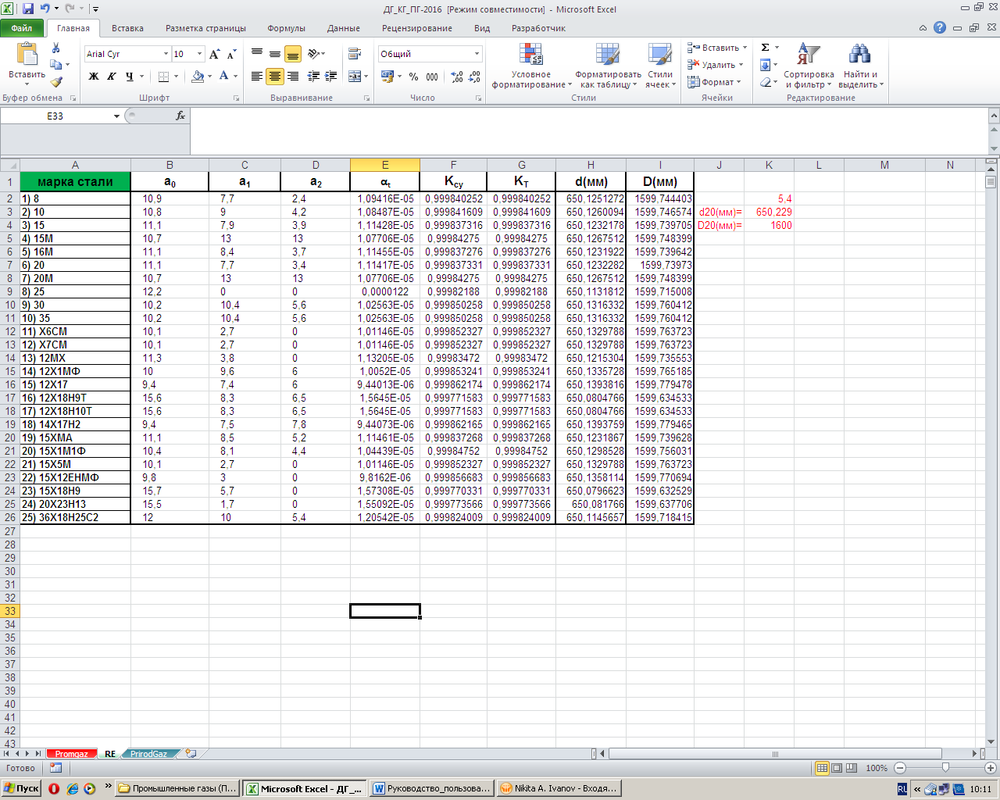 ДГ_КГ_ПГ-2016 [Режим совместимости] - Microsoft Excel
Файл Главная Вставка Разметка страницы Формулы Данные Рецензирование Вид Разработчик
Вставить
Буфер обмена
Arial Cyr 10
Ж К Ч
Шрифт
Выравнивание
Общий
% 000
Число
Условное форматирование
Форматировать как таблицу
Стили ячеек
Стили
Вставить
Удалить
Формат
Ячейки
Сортировка и фильтр
Найти и выделить
Редактирование
E33 fx
A B C D E F G H I J K L M N
1 марка стали a0 a1 a2 αt Ксу КТ d(мм) D(мм)
2 1) 8 10,9 7,7 2,4 1,09416E-05 0,999840252 0,999840252 650,1251272 1599,744403 5,4
3 2) 10 10,8 9 4,2 1,08487E-05 0,999841609 0,999841609 650,1260094 1599,746574 d20(мм)= 650,229
4 3) 15 11,1 7,9 3,9 1,11428E-05 0,999837316 0,999837316 650,1232178 1599,739705 D20(мм)= 1600
5 4) 15М 10,7 13 13 1,07706E-05 0,99984275 0,99984275 650,1267512 1599,748399
6 5) 16М 11,1 8,4 3,7 1,11455E-05 0,999837276 0,999837276 650,1231922 1599,739642
7 6) 20 11,1 7,7 3,4 1,11417E-05 0,999837331 0,999837331 650,1232282 1599,73973
8 7) 20М 10,7 13 13 1,07706E-05 0,99984275 0,99984275 650,1267512 1599,748399
9 8) 25 12,2 0 0 0,0000122 0,99982188 0,99982188 650,1131812 1599,715008
10 9) 30 10,2 10,4 5,6 1,02563E-05 0,999850258 0,999850258 650,1316332 1599,760412
11 10) 35 10,2 10,4 5,6 1,02563E-05 0,999850258 0,999850258 650,1316332 1599,760412
12 11) Х6СМ 10,1 2,7 0 1,01146E-05 0,999852327 0,999852327 650,1329788 1599,763723
13 12) Х7СМ 10,1 2,7 0 1,01146E-05 0,999852327 0,999852327 650,1329788 1599,763723
14 13) 12МХ 11,3 3,8 0 1,13205E-05 0,99983472 0,99983472 650,1215304 1599,735553
15 14) 12Х1МФ 10 9,6 6 1,0052E-05 0,999853241 0,999853241 650,1335728 1599,765185
16 15) 12Х17 9,4 7,4 6 9,44013E-06 0,999862174 0,999862174 650,1393816 1599,779478
17 16) 12Х18Н9Т 15,6 8,3 6,5 1,5645E-05 0,999771583 0,999771583 650,0804766 1599,634533
18 17) 12Х18Н10Т 15,6 8,3 6,5 1,5645E-05 0,999771583 0,999771583 650,0804766 1599,634533
19 18) 14Х17Н2 9,4 7,5 7,8 9,44073E-06 0,999862165 0,999862165 650,1393759 1599,779465
20 19) 15ХМА 11,1 8,5 5,2 1,11461E-05 0,999837268 0,999837268 650,1231867 1599,739628
21 20) 15Х1М1Ф 10,4 8,1 4,4 1,04439E-05 0,99984752 0,99984752 650,1298528 1599,756031
22 21) 15Х5М 10,1 2,7 0 1,01146E-05 0,999852327 0,999852327 650,1329788 1599,763723
23 22) 15Х12ЕНМФ 9,8 3 0 9,8162E-06 0,999856683 0,999856683 650,1358114 1599,770694
24 23) 15Х18Н9 15,7 5,7 0 1,57308E-05 0,999770331 0,999770331 650,0796623 1599,632529
25 24) 20Х23Н13 15,5 1,7 0 1,55092E-05 0,999773566 0,999773566 650,081766 1599,637706
26 25) 36Х18Н25С2 12 10 5,4 1,20542E-05 0,999824009 0,999824009 650,1145657 1599,718415
27
28
29
30
31
32
33
34
35
36
37
38
39
40
41
42
43
Promgaz RE PrirodGaz
Готово 100%
Пуск » Промышленные газы (П... Microsoft Excel - ДГ_... Руководство_пользова... Nikita A. Ivanov - Входя... RU « 10:11